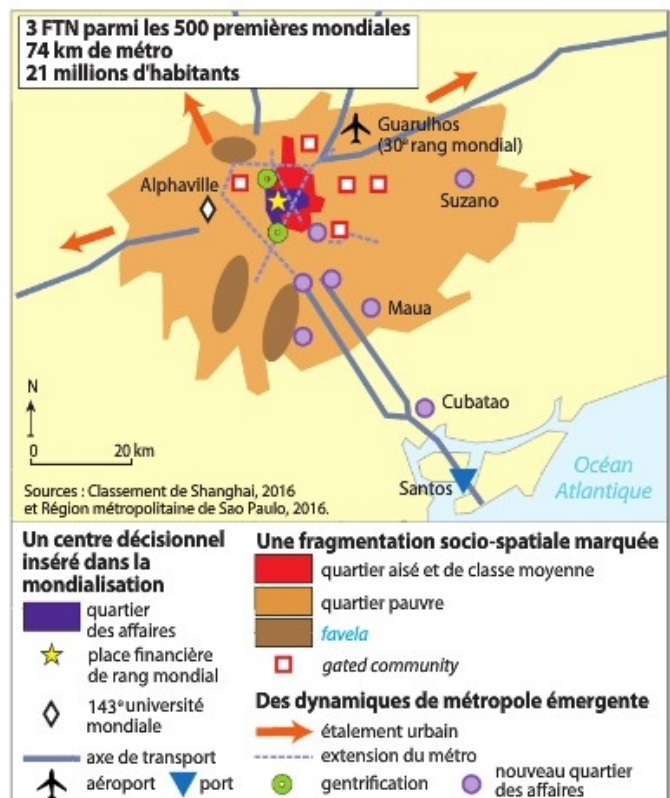 3 FTN parmi les 500 premières mondiales
74 km de métro
21 millions d'habitants
Guarulhos
(30e rang mondial)
Alphaville
Suzano
Maua
N
Cubatao
0 20 km
Santos
Océan
Atlantique
Sources : Classement de Shanghai, 2016
et Région métropolitaine de Sao Paulo, 2016.
Un centre décisionnel
inséré dans la
mondialisation
quartier
des affaires
place financière
de rang mondial
143e université
mondiale
axe de transport
aéroport port
Une fragmentation socio-spatiale marquée
quartier aisé et de classe moyenne
quartier pauvre
favela
gated community
Des dynamiques de métropole émergente
étalement urbain
extension du métro
gentrification
nouveau quartier
des affaires